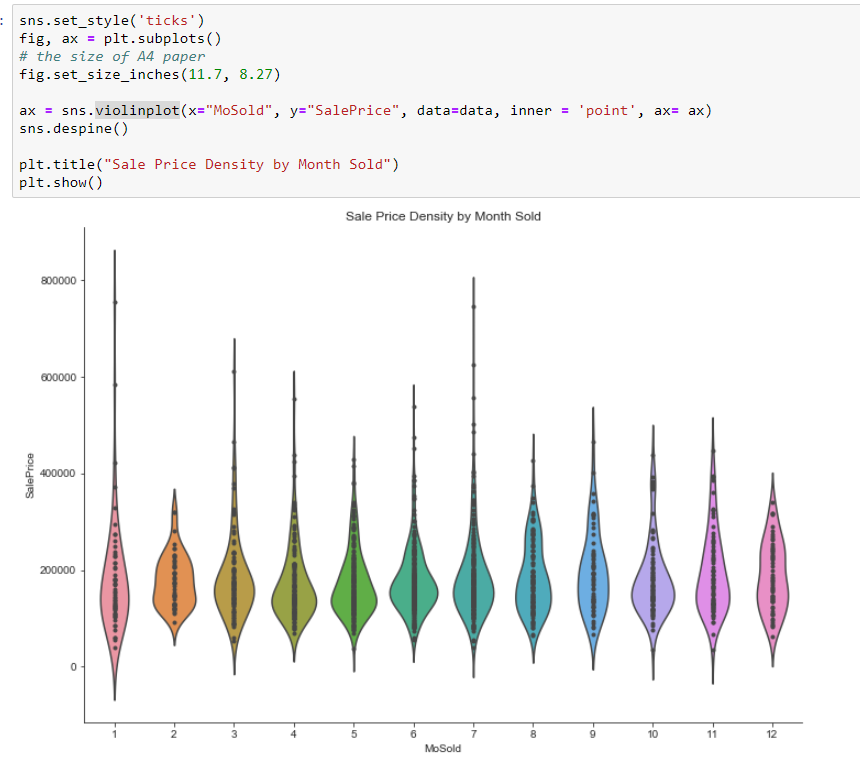 :
sns.set_style('ticks')
fig, ax = plt.subplots()
# the size of A4 paper
fig.set_size_inches(11.7, 8.27)
ax = sns.violinplot(x="MoSold", y="SalePrice", data=data, inner = 'point', ax= ax)
sns.despine()
plt.title("Sale Price Density by Month Sold")
plt.show()
Sale Price Density by Month Sold
800000
600000
400000
200000
0
SalePrice
1 2 3 4 5 6 7 8 9 10 11 12
MoSold